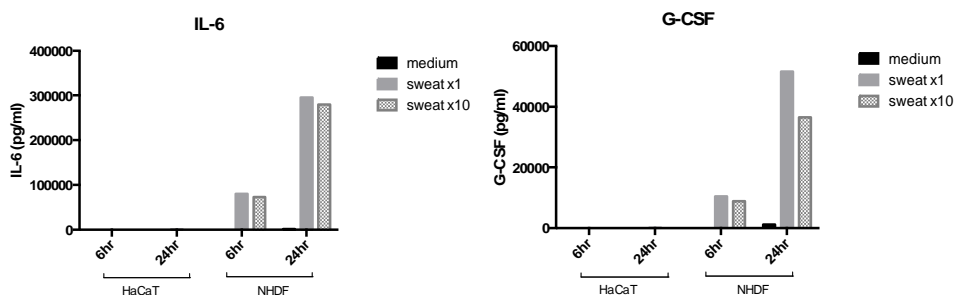 IL-6
400000
300000
200000
100000
0
IL-6 (pg/ml)
medium
sweat x1
sweat x10
6hr
24hr
6hr
24hr
HaCaT
NHDF
G-CSF
60000
40000
20000
0
G-CSF (pg/ml)
medium
sweat x1
sweat x10
6hr
24hr
6hr
24hr
HaCaT
NHDF